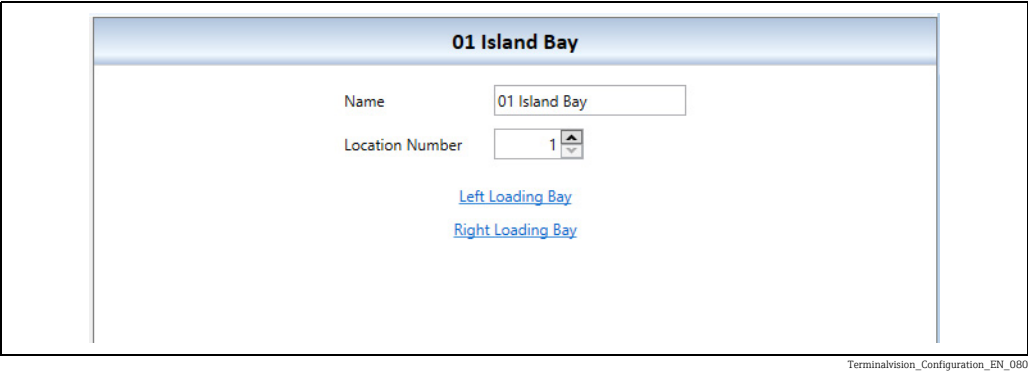 01 Island Bay
Name 01 Island Bay
Location Number 1
Left Loading Bay
Right Loading Bay
Terminalvision_Configuration_EN_080